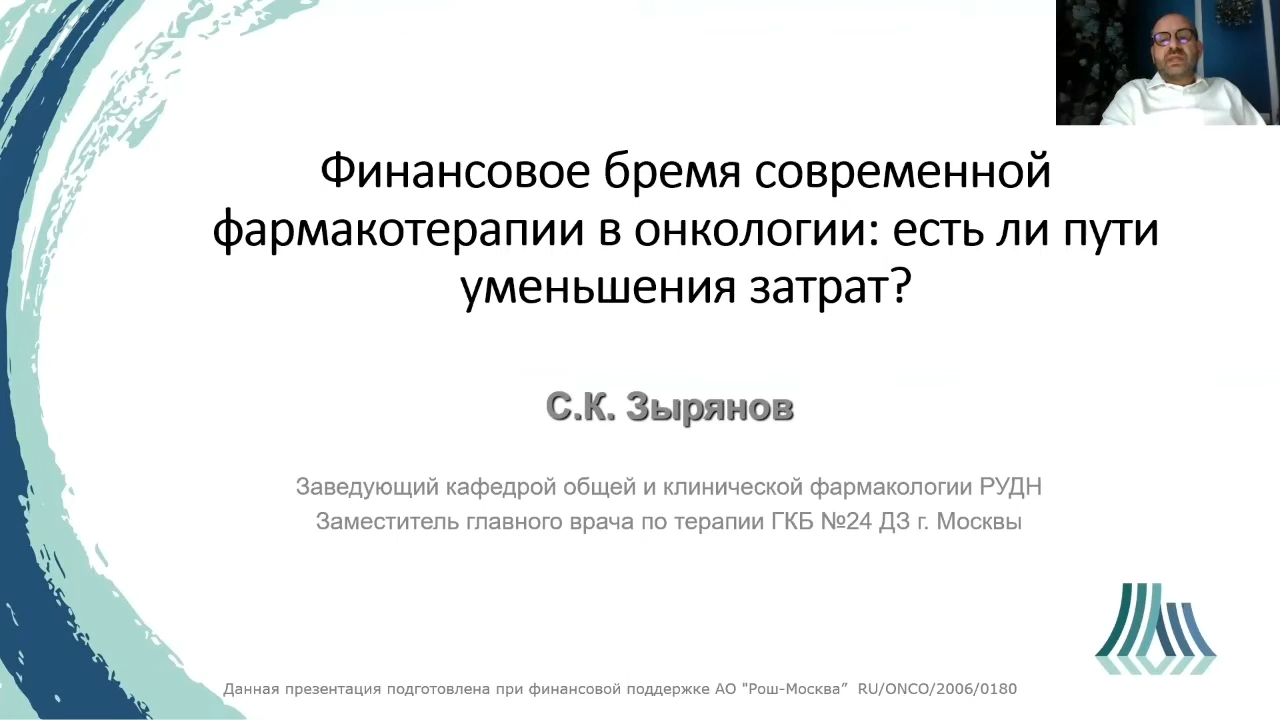 Финансовое бремя современной
фармакотерапии в онкологии: есть ли пути
уменьшения затрат?
С.К. Зырянов
Заведующий кафедрой общей и клинической фармакологии РУДН
Заместитель главного врача по терапии ГКБ №24 ДЗ г. Москвы
Данная презентация подготовлена при финансовой поддержке АО "Рош-Москва” RU/ONCO/2006/0180